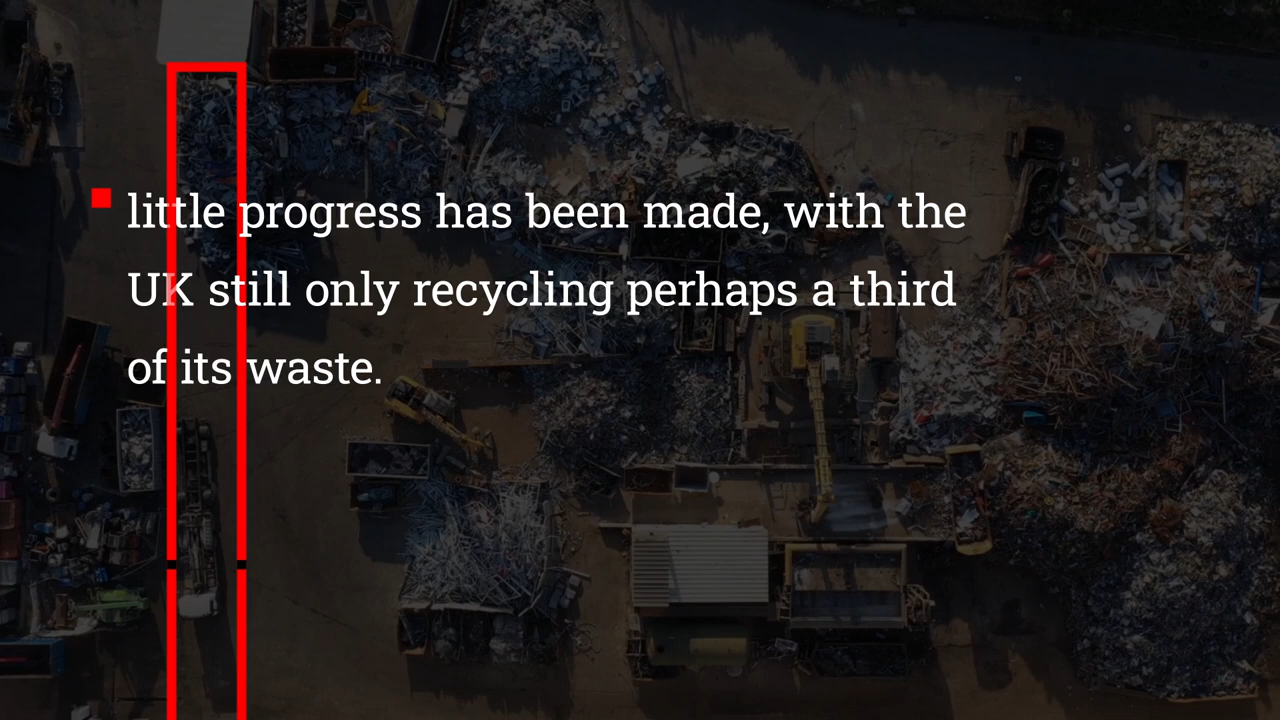 little progress has been made, with the
UK still only recycling perhaps a third
of its waste.